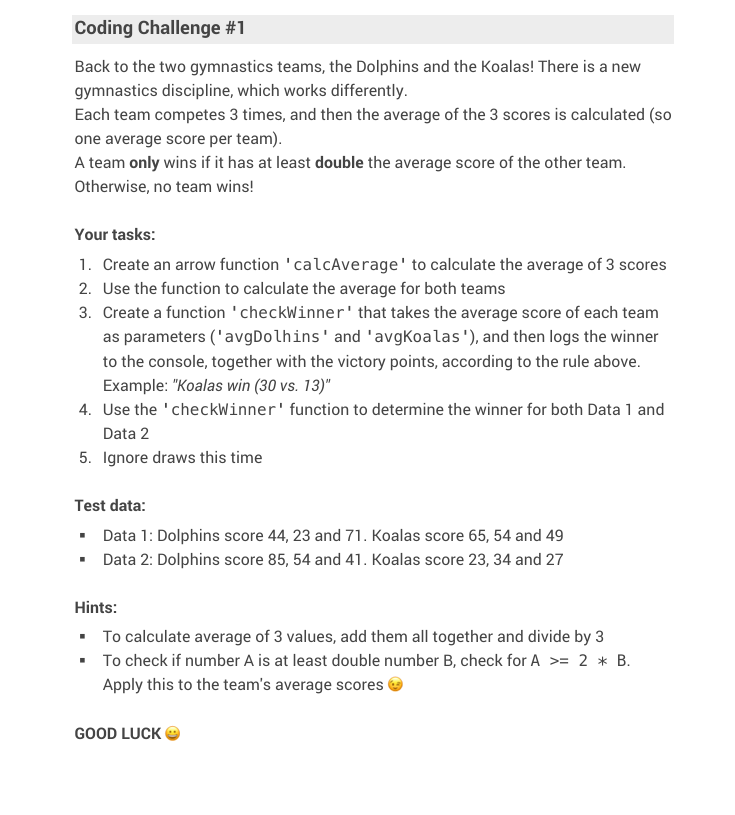 Coding Challenge #1
Back to the two gymnastics teams, the Dolphins and the Koalas! There is a new
gymnastics discipline, which works differently.
Each team competes 3 times, and then the average of the 3 scores is calculated (so
one average score per team).
A team only wins if it has at least double the average score of the other team.
Otherwise, no team wins!
Your tasks:
1. Create an arrow function 'calcAverage' to calculate the average of 3 scores
2. Use the function to calculate the average for both teams
3. Create a function 'checkWinner' that takes the average score of each team
as parameters ('avgDolhins' and 'avgKoalas'), and then logs the winner
to the console, together with the victory points, according to the rule above.
Example: "Koalas win (30 vs. 13)"
4. Use the 'checkWinner' function to determine the winner for both Data 1 and
Data 2
5. Ignore draws this time
Test data:
▪ Data 1: Dolphins score 44, 23 and 71. Koalas score 65, 54 and 49
▪ Data 2: Dolphins score 85, 54 and 41. Koalas score 23, 34 and 27
Hints:
▪ To calculate average of 3 values, add them all together and divide by 3
▪ To check if number A is at least double number B, check for A >= 2 * B.
Apply this to the team's average scores 😉
GOOD LUCK 😀